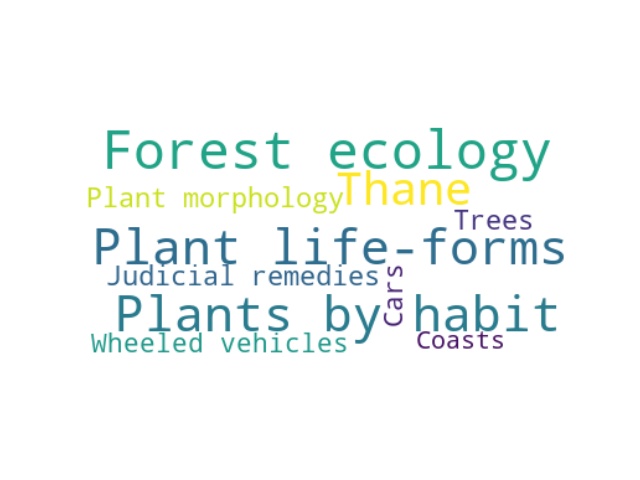 Forest ecology
Thane
Plant morphology
Trees
Plant life-forms
Judicial remedies
Cars
Plants by habit
Wheeled vehicles
Coasts